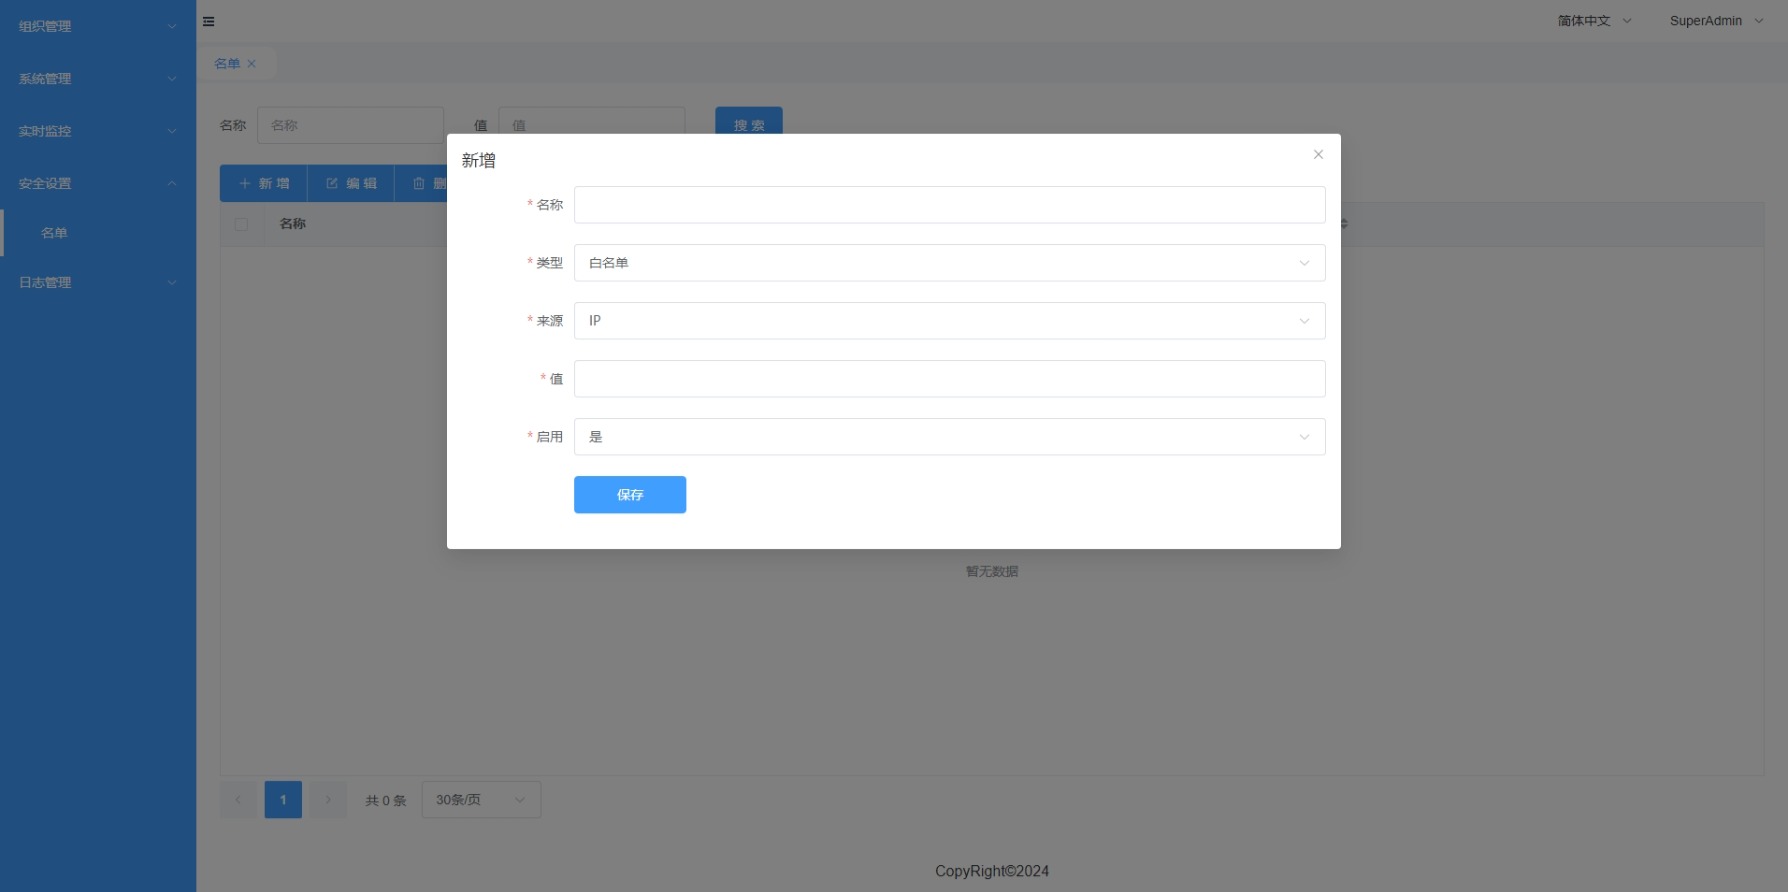 组织管理
系统管理
实时监控
安全设置
名单
日志管理
简体中文
SuperAdmin
名单
名称
名称
值
值
搜 索
新 增
编 辑
删
名称
新增
* 名称
* 类型
白名单
* 来源
IP
* 值
* 启用
是
保存
暂无数据
1
共 0 条
30条/页
CopyRight©2024